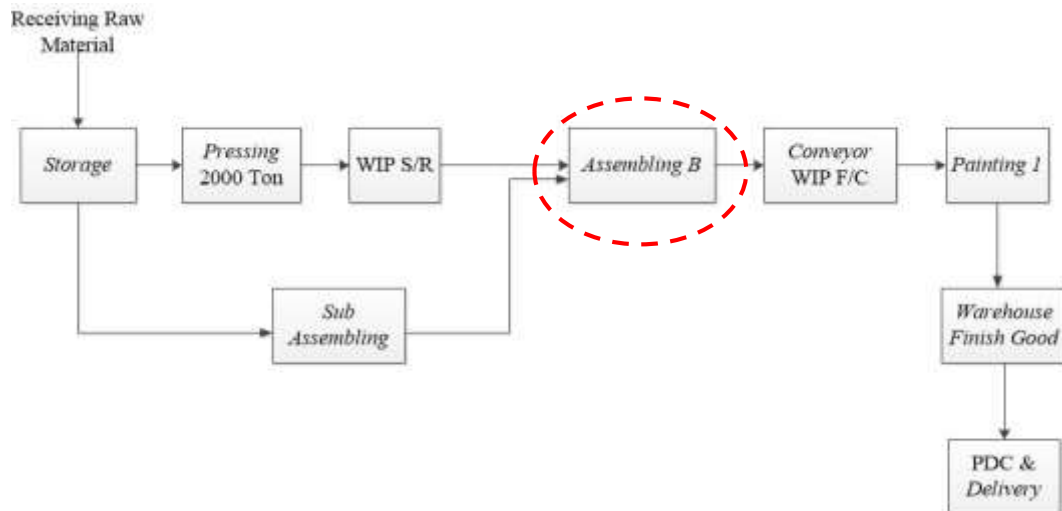 Receiving Raw
Material
Storage
Pressing
2000 Ton
WIP S/R
Assembling B
Conveyor
WIP F/C
Painting 1
Sub
Assembling
Warehouse
Finish Good
PDC &
Delivery